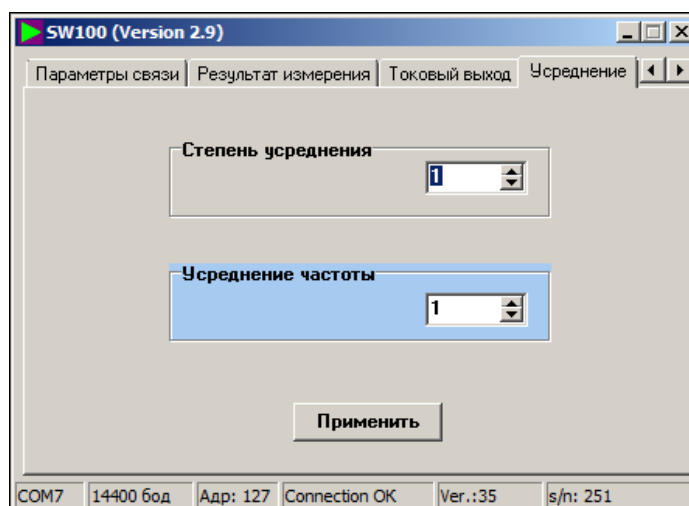 SW100 (Version 2.9)
Параметры связи Результат измерения Токовый выход Усреднение
Степень усреднения
1
Усреднение частоты
1
Применить
COM7 14400 бод Адр: 127 Connection OK Ver.:35 s/n: 251